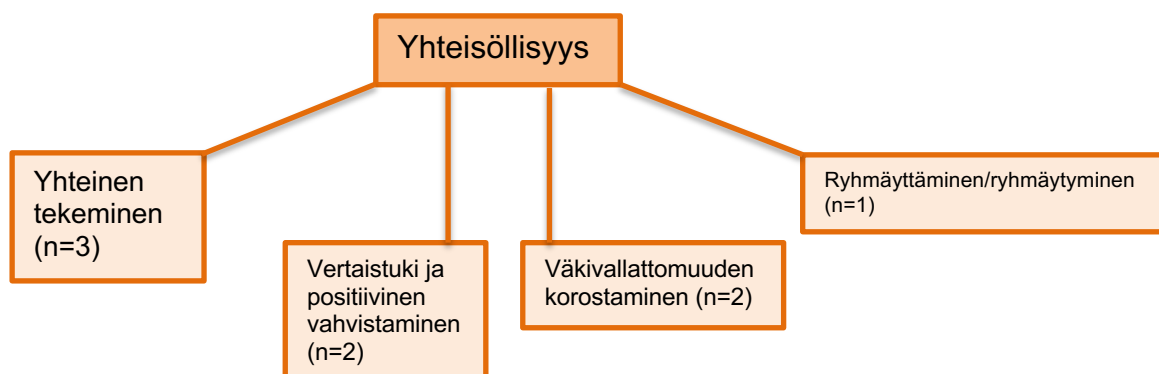 Yhteisöllisyys
Yhteinen
tekeminen
(n=3)
Vertaistuki ja
positiivinen
vahvistaminen
(n=2)
Väkivallattomuuden
korostaminen (n=2)
Ryhmäyttäminen/ryhmäytyminen
(n=1)